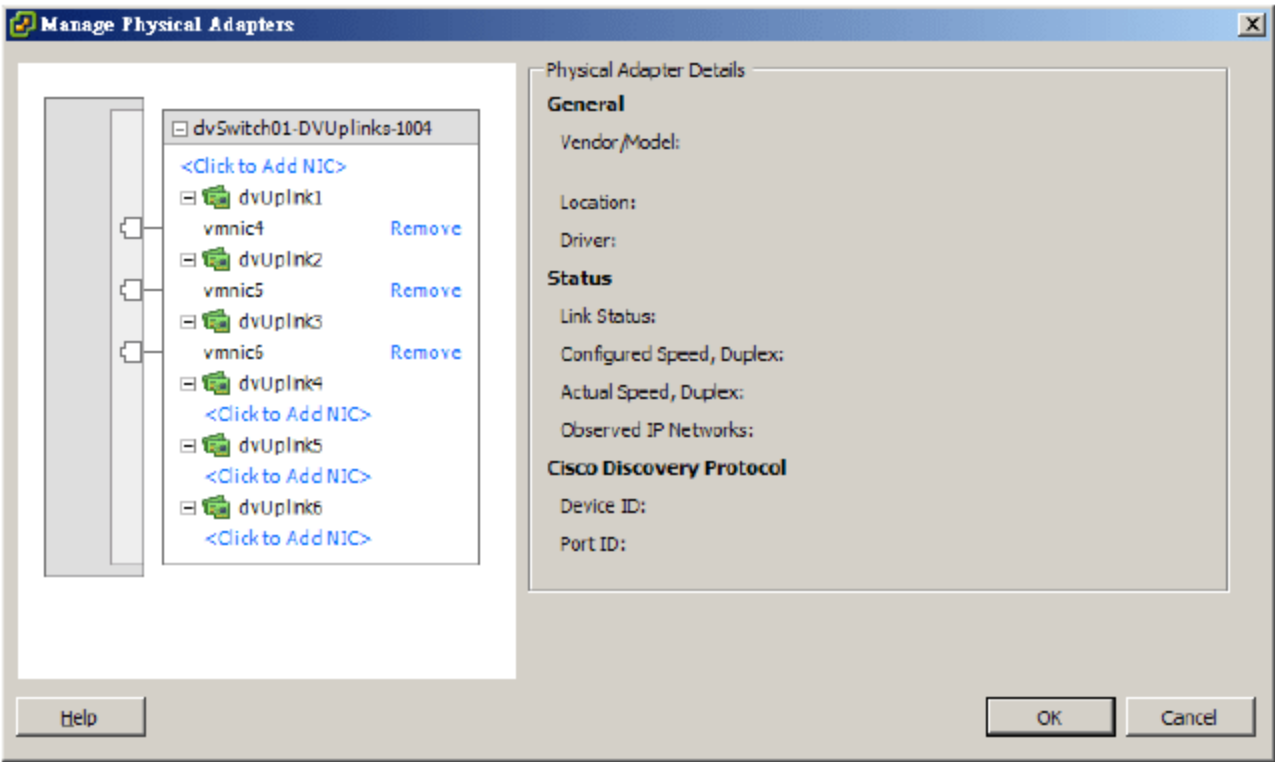 Manage Physical Adapters
dvSwitch01-DVUplinks-1004
<Click to Add NIC>
dvUplink1
vmnic4 Remove
dvUplink2
vmnic5 Remove
dvUplink3
vmnic6 Remove
dvUplink4
<Click to Add NIC>
dvUplink5
<Click to Add NIC>
dvUplink6
<Click to Add NIC>
Physical Adapter Details
General
Vendor/Model:
Location:
Driver:
Status
Link Status:
Configured Speed, Duplex:
Actual Speed, Duplex:
Observed IP Networks:
Cisco Discovery Protocol
Device ID:
Port ID:
Help
OK
Cancel